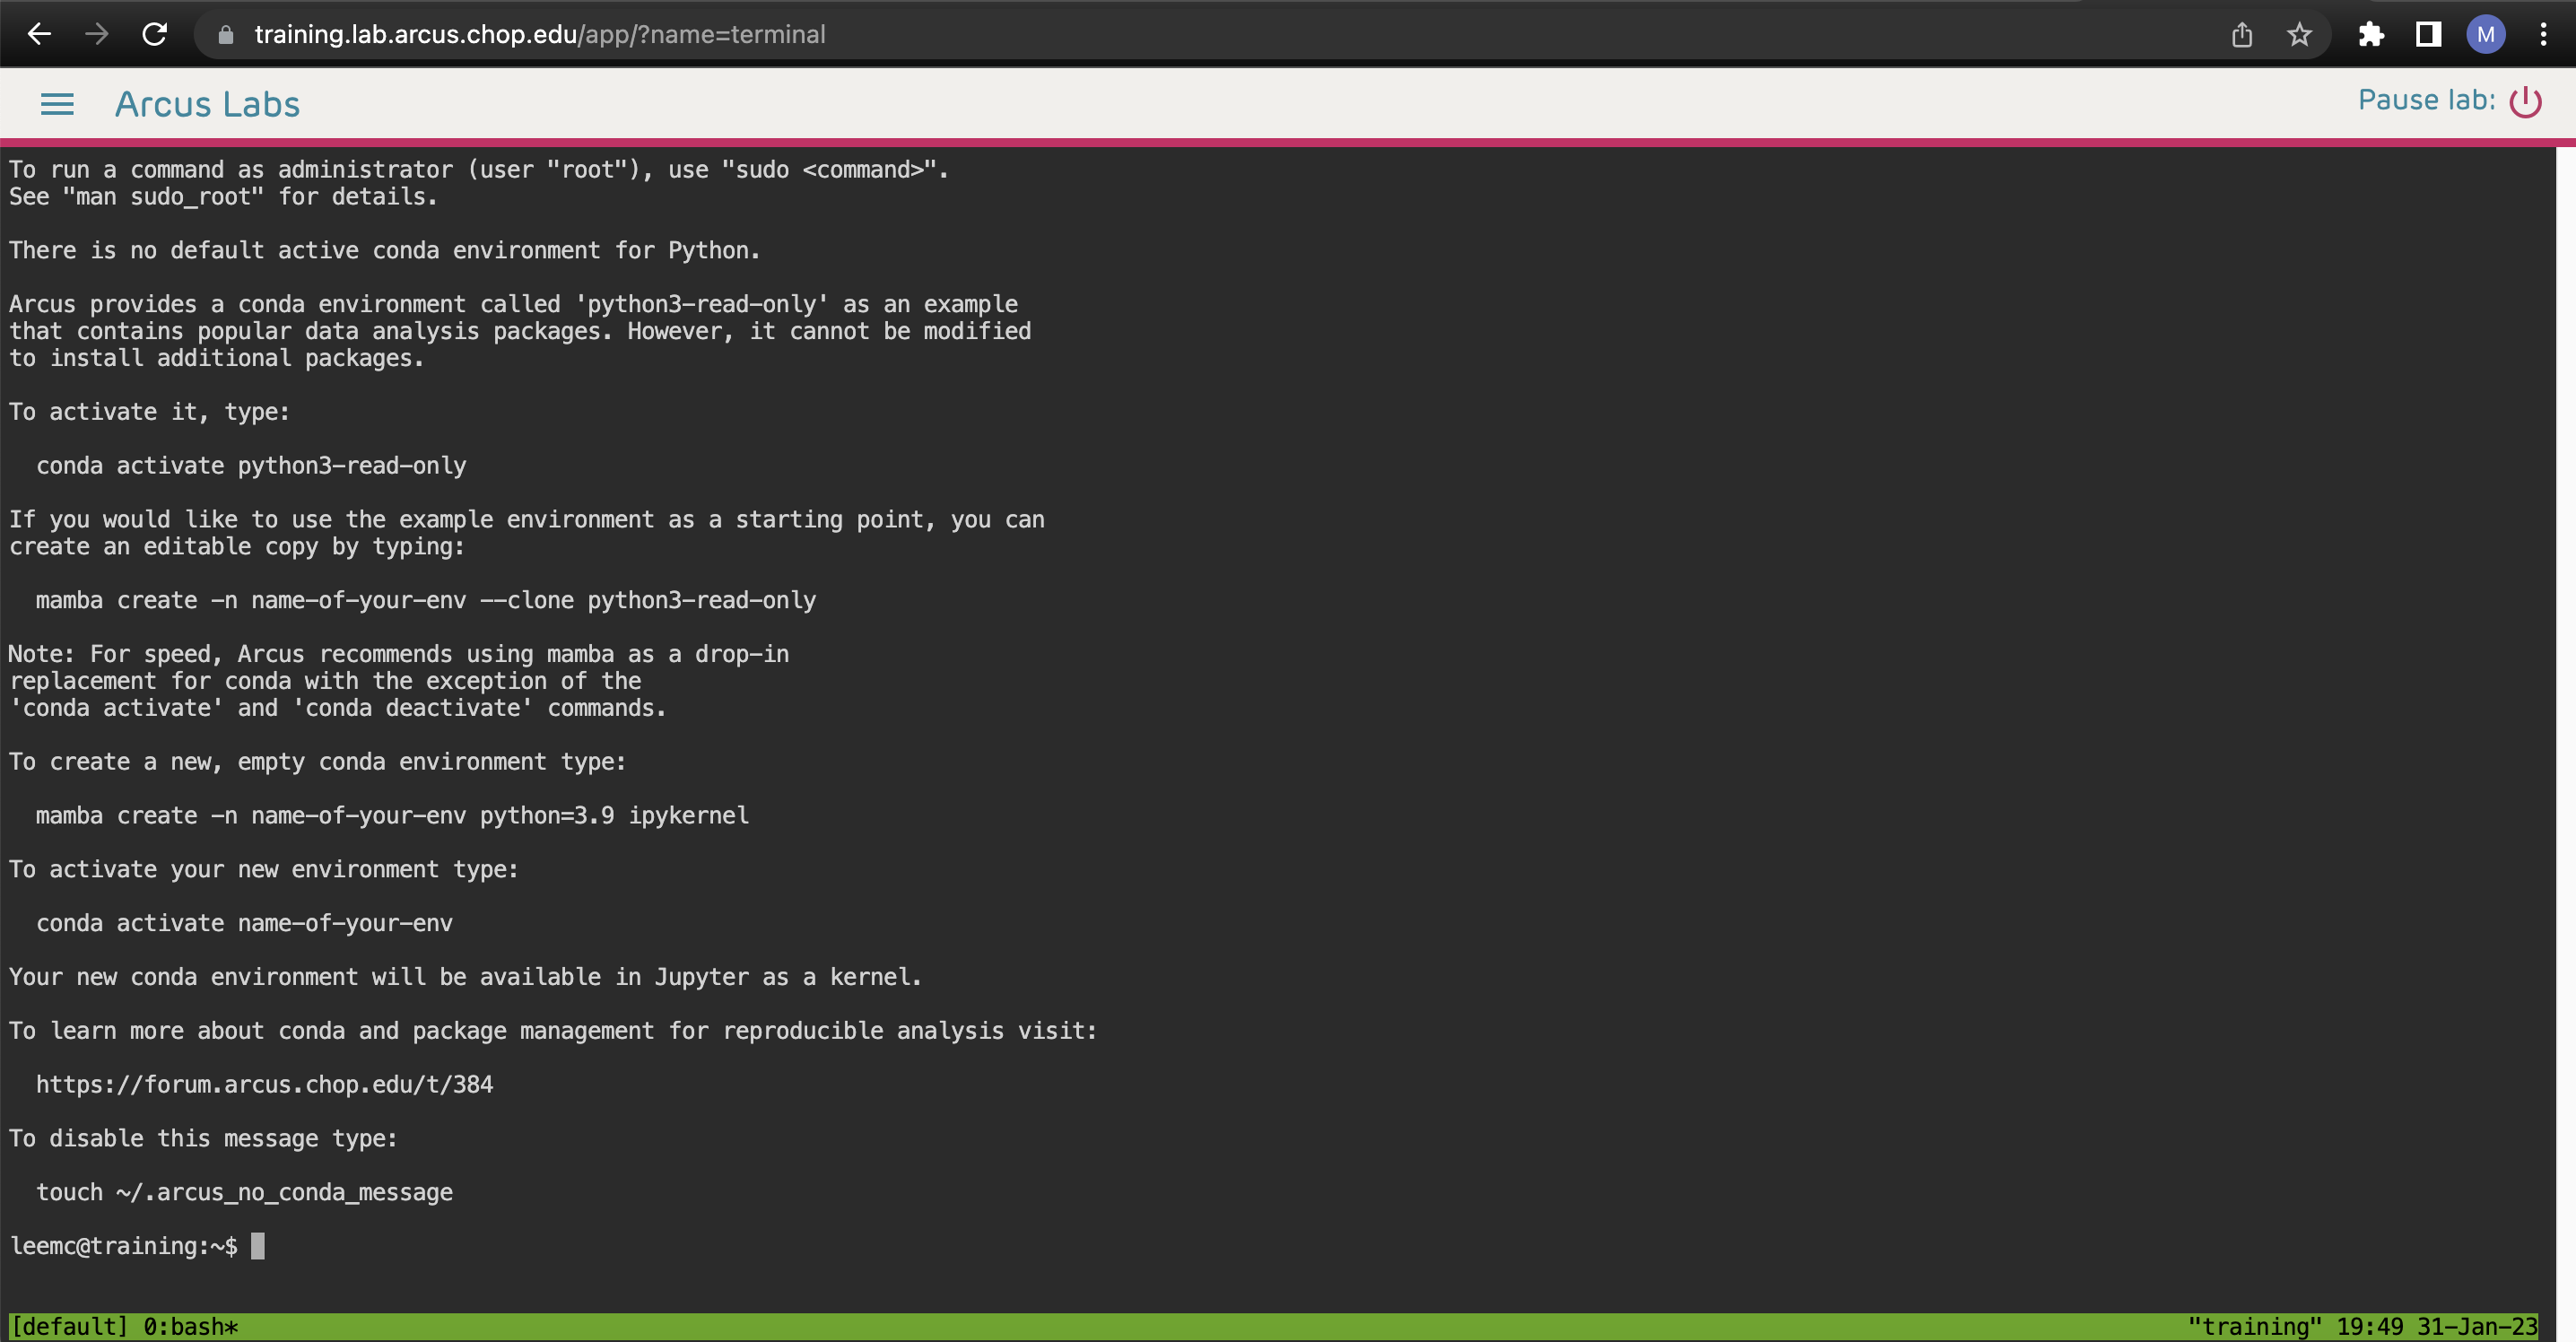 training.lab.arcus.chop.edu/app/?name=terminal
M
Arcus Labs
Pause lab:
To run a command as administrator (user "root"), use "sudo <command>".
See "man sudo_root" for details.
There is no default active conda environment for Python.
Arcus provides a conda environment called 'python3-read-only' as an example
that contains popular data analysis packages. However, it cannot be modified
to install additional packages.
To activate it, type:
conda activate python3-read-only
If you would like to use the example environment as a starting point, you can
create an editable copy by typing:
mamba create -n name-of-your-env --clone python3-read-only
Note: For speed, Arcus recommends using mamba as a drop-in
replacement for conda with the exception of the
'conda activate' and 'conda deactivate' commands.
To create a new, empty conda environment type:
mamba create -n name-of-your-env python=3.9 ipykernel
To activate your new environment type:
conda activate name-of-your-env
Your new conda environment will be available in Jupyter as a kernel.
To learn more about conda and package management for reproducible analysis visit:
https://forum.arcus.chop.edu/t/384
To disable this message type:
touch ~/.arcus_no_conda_message
leemc@training:~$
[default] 0:bash* "training" 19:49 31-Jan-23